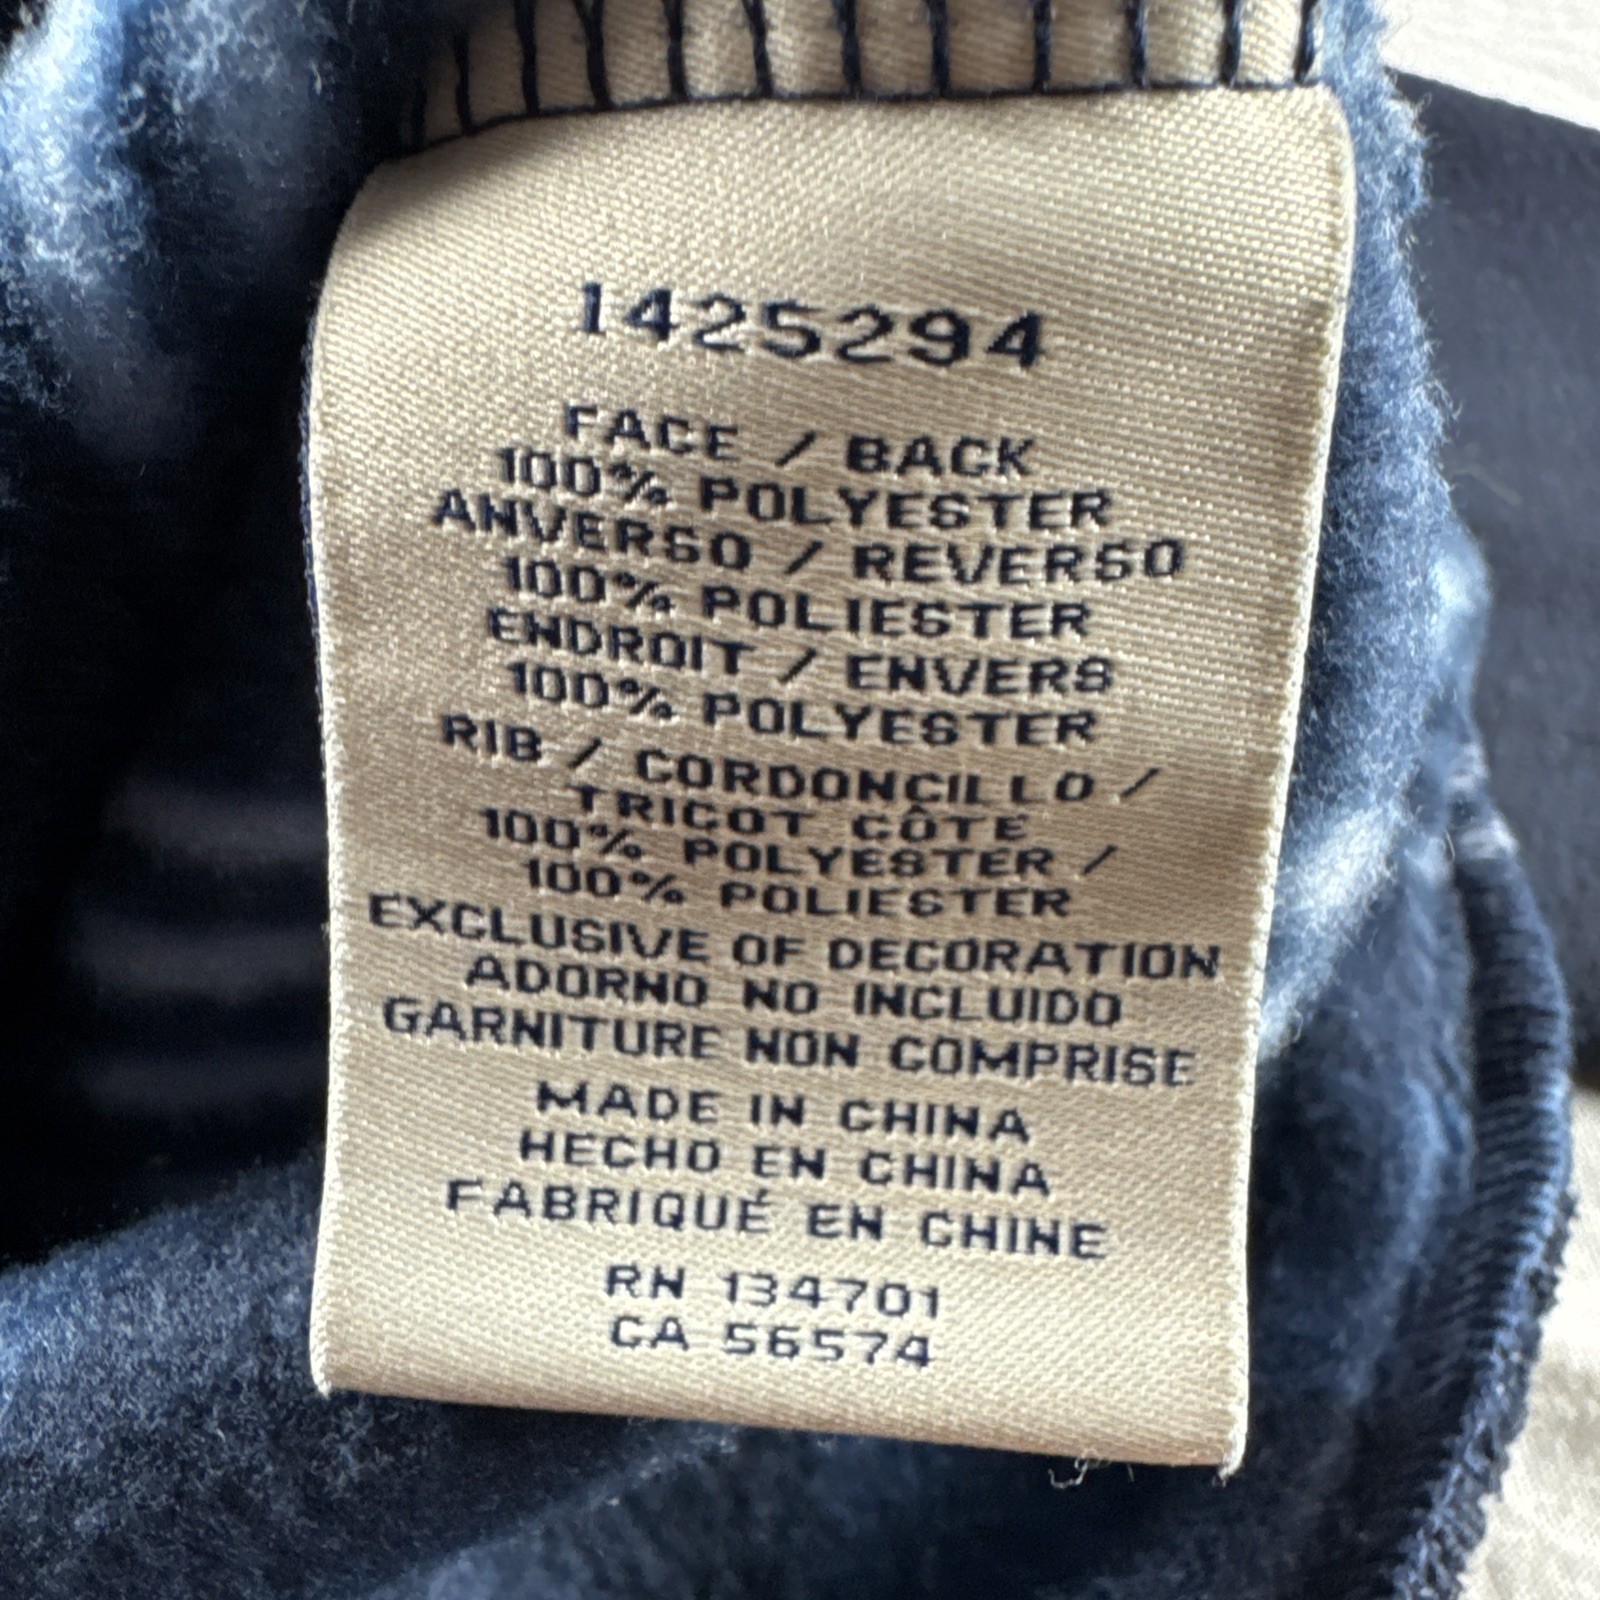 1425294
FACE / BACK
100% POLYESTER
ANVERSO / REVERSO
100% POLIESTER
ENDROIT / ENVERS
100% POLYESTER
RIB / CORDONCILLO /
TRICOT CÔTE
100% POLYESTER /
100% POLIESTER
EXCLUSIVE OF DECORATION
ADORNO NO INCLUIDO
GARNITURE NON COMPRISE
MADE IN CHINA
HECHO EN CHINA
FABRIQUÉ EN CHINE
RN 134701
CA 56574